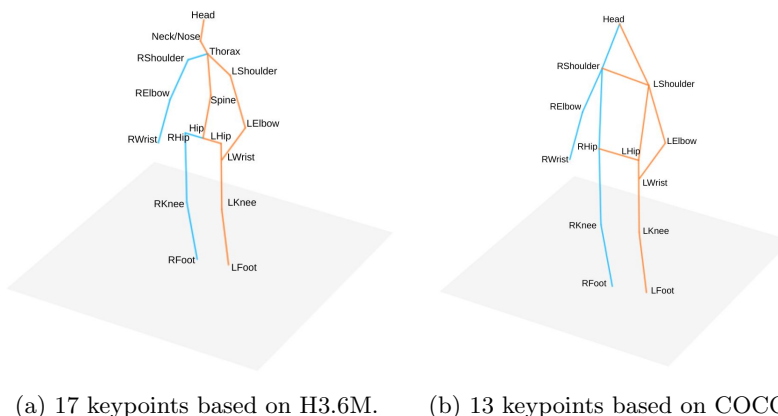 Head
Neck/Nose
Thorax
RShoulder
LShoulder
RElbow
Spine
LElbow
Hip
RWrist
RHip
LHip
LWrist
RKnee
LKnee
RFoot
LFoot
(a) 17 keypoints based on H3.6M.
Head
RShoulder
LShoulder
RElbow
LElbow
RHip
LHip
RWrist
LWrist
RKnee
LKnee
RFoot
LFoot
(b) 13 keypoints based on COCO